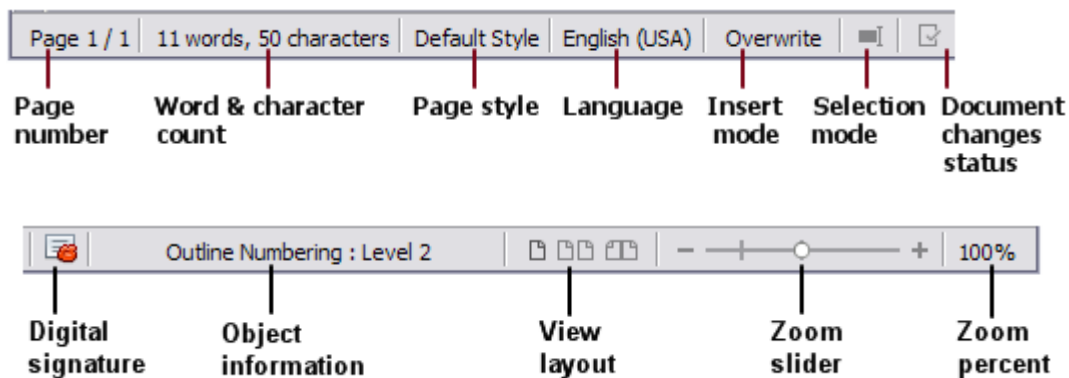 Page 1 / 1 11 words, 50 characters Default Style English (USA) Overwrite
Page number
Word & character count
Page style
Language
Insert mode
Selection mode
Document changes status
Outline Numbering : Level 2 100%
Digital signature
Object information
View layout
Zoom slider
Zoom percent